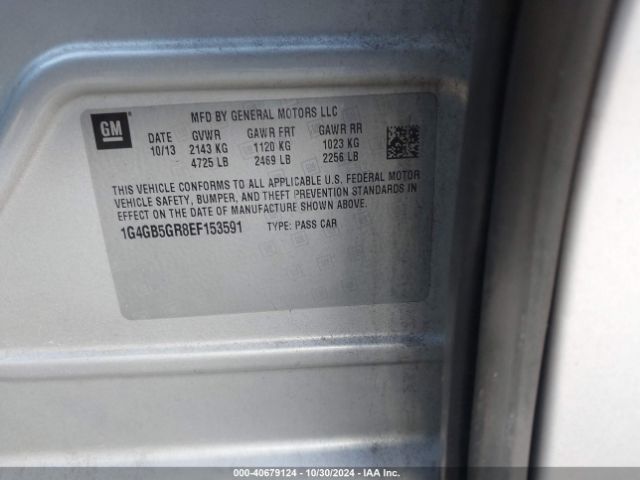 GM
MFD BY GENERAL MOTORS LLC
DATE GVWR GAWR FRT GAWR RR
10/13 2143 KG 1120 KG 1023 KG
4725 LB 2469 LB 2256 LB
THIS VEHICLE CONFORMS TO ALL APPLICABLE U.S. FEDERAL MOTOR
VEHICLE SAFETY, BUMPER, AND THEFT PREVENTION STANDARDS IN
EFFECT ON THE DATE OF MANUFACTURE SHOWN ABOVE.
1G4GB5GR8EF153591 TYPE: PASS CAR
000-40679124 - 10/30/2024 - IAA Inc.